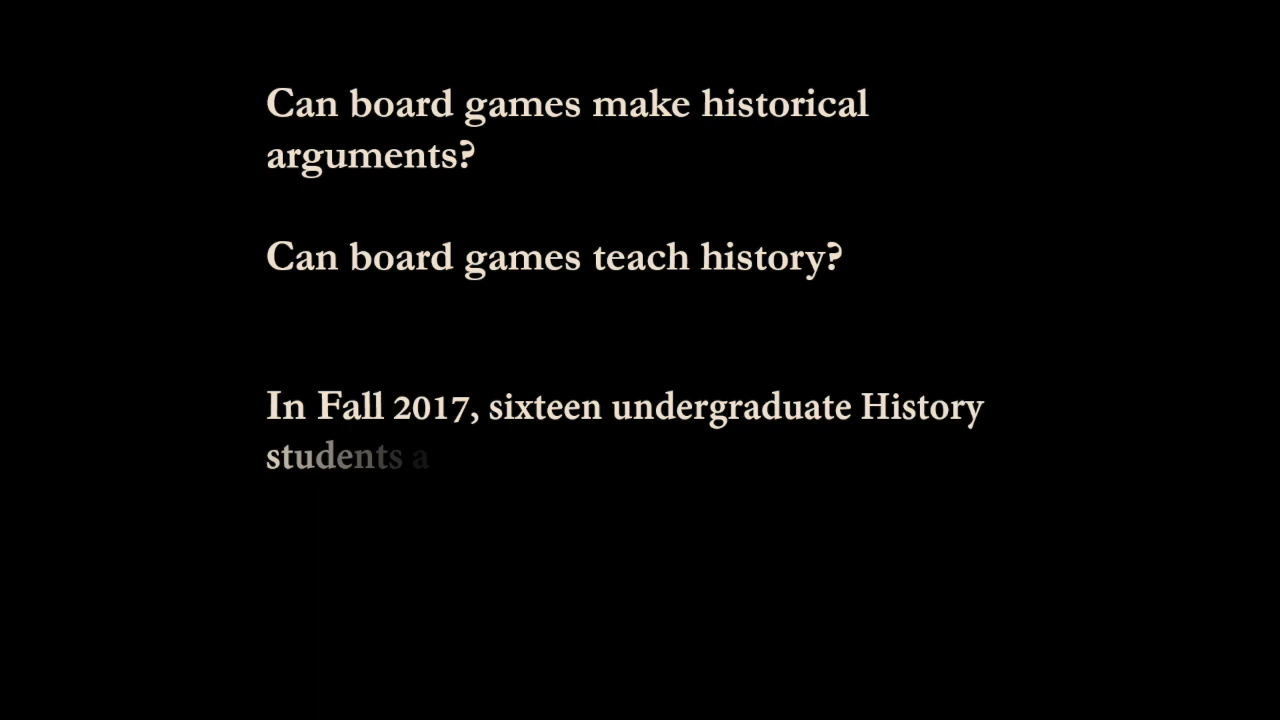 Can board games make historical
arguments?
Can board games teach history?
In Fall 2017, sixteen undergraduate History
students a